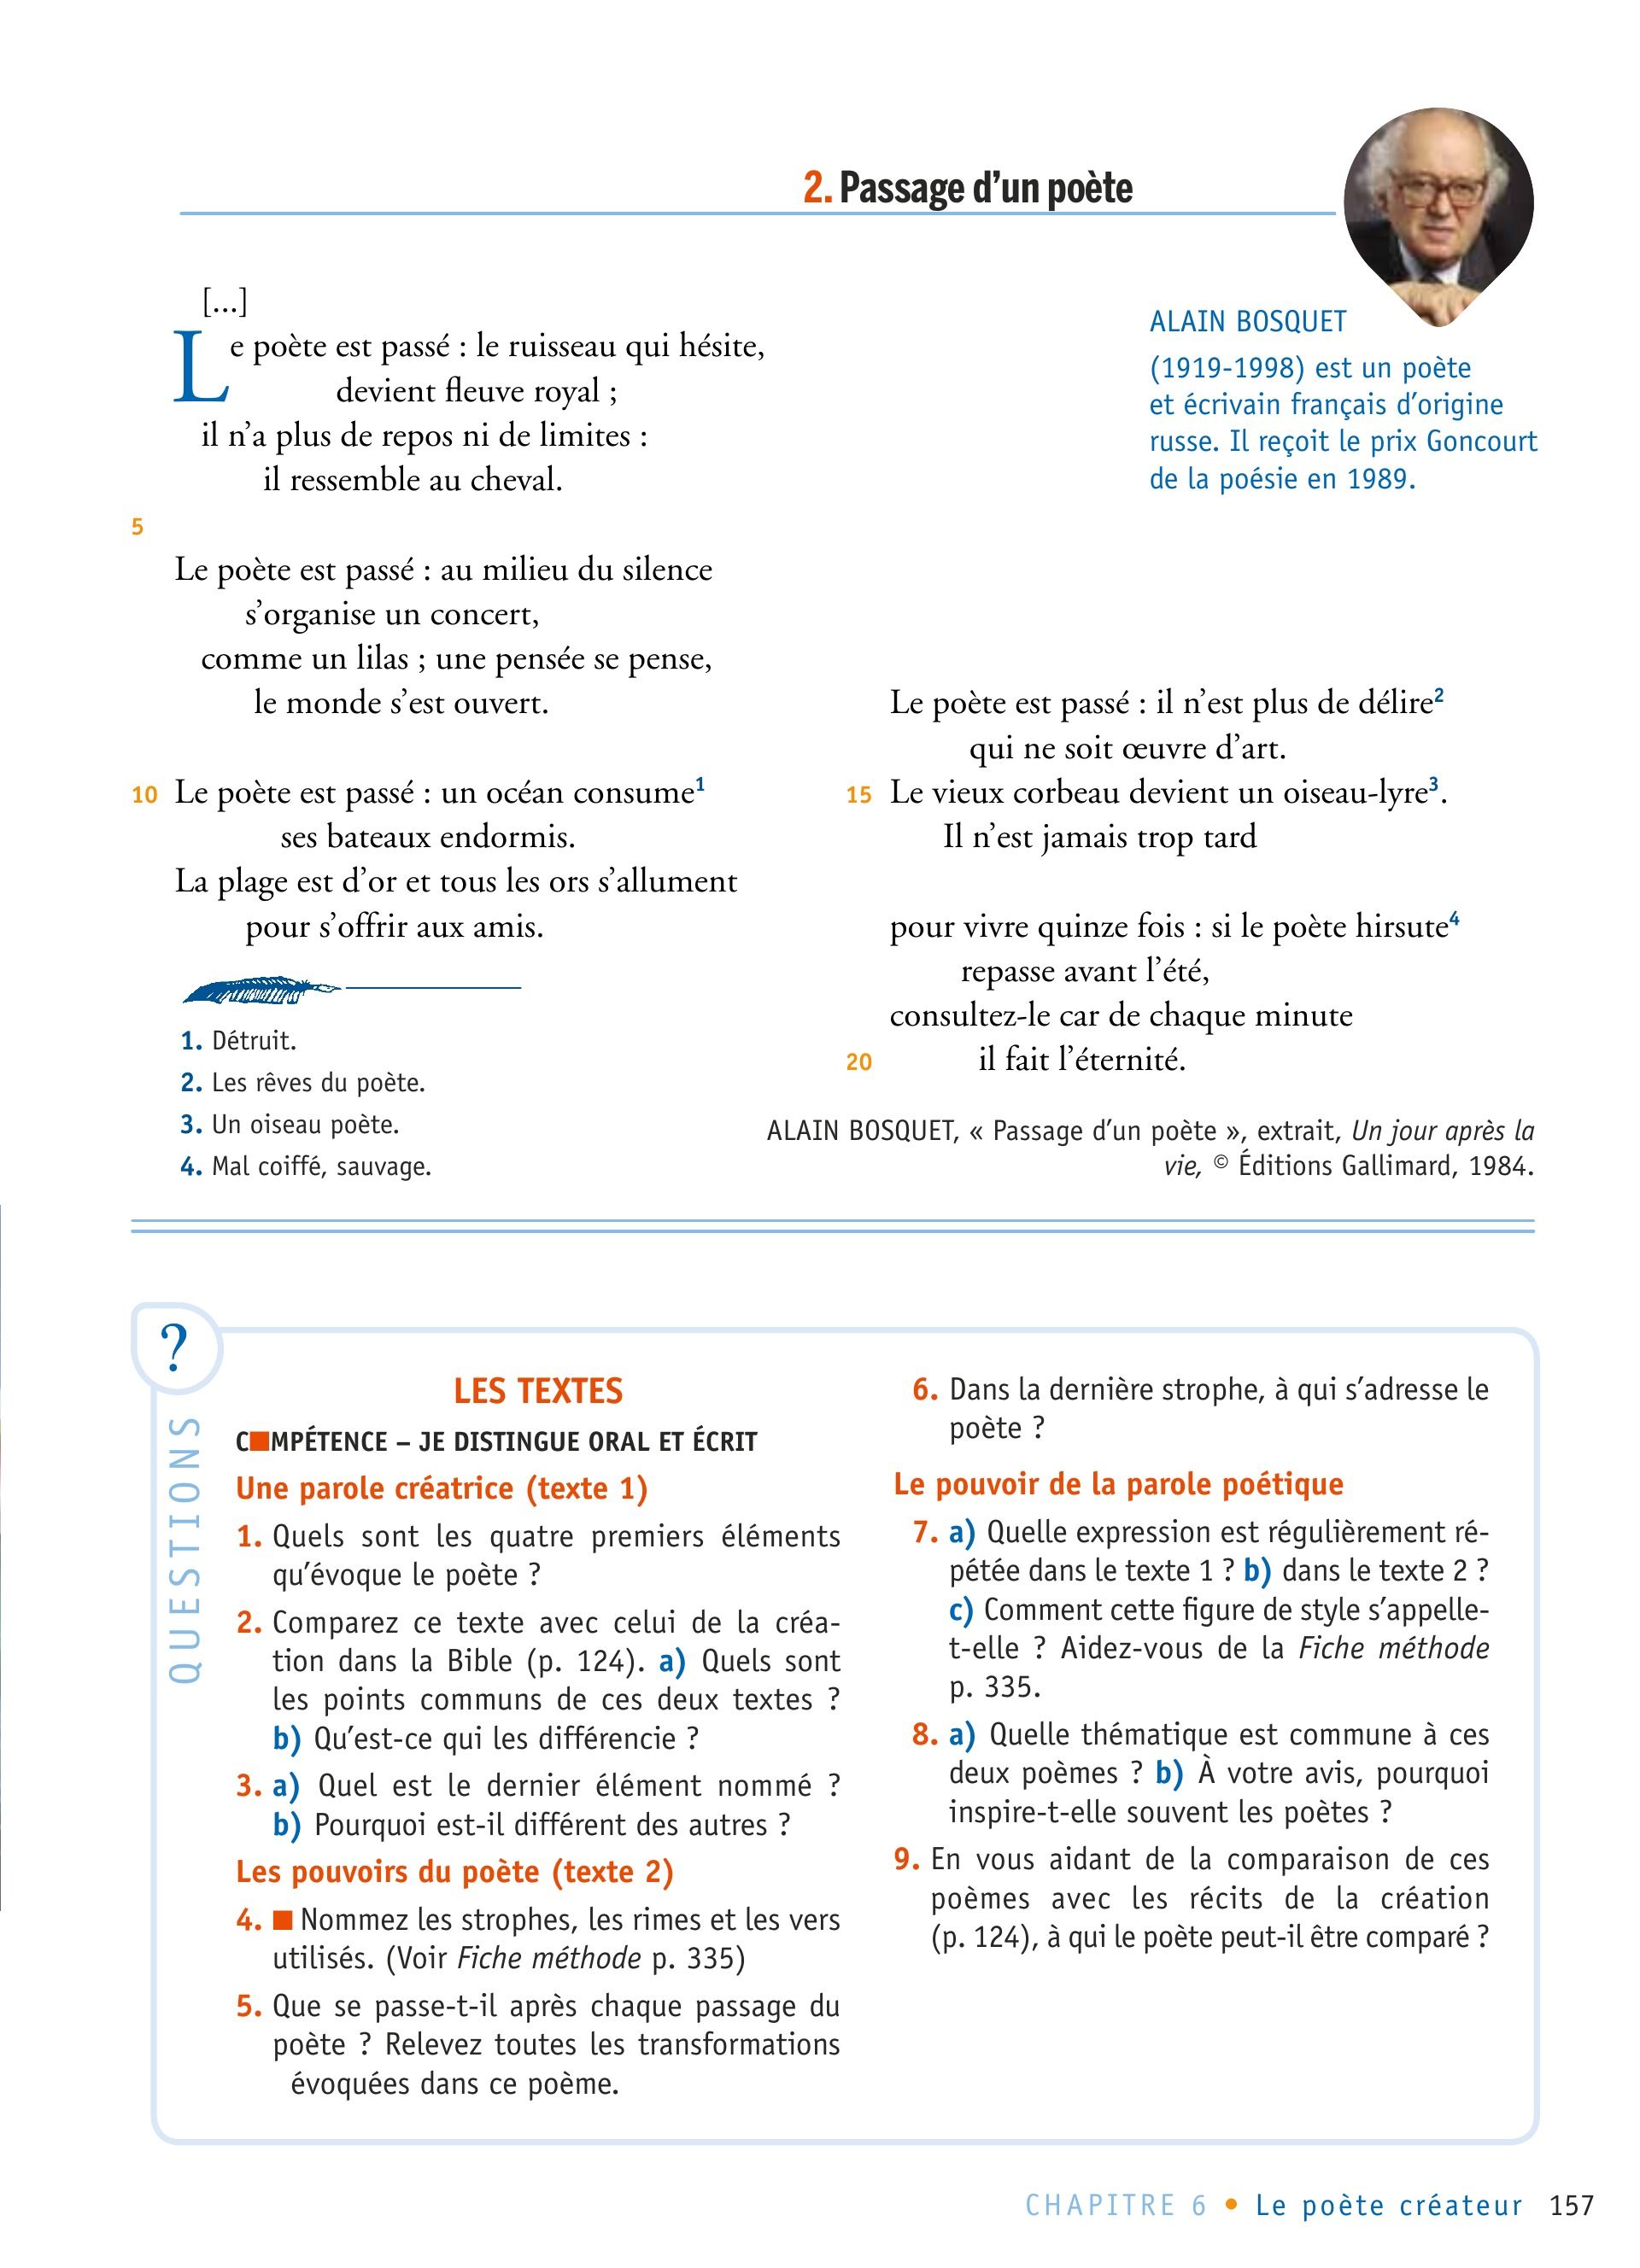 2. Passage d'un poète
ALAIN BOSQUET
(1919-1998) est un poète
et écrivain français d'origine
russe. Il reçoit le prix Goncourt
de la poésie en 1989.
[…]
Le poète est passé : le ruisseau qui hésite,
devient fleuve royal ;
il n'a plus de repos ni de limites :
il ressemble au cheval.
5
Le poète est passé : au milieu du silence
s'organise un concert,
comme un lilas ; une pensée se pense,
le monde s'est ouvert.
10 Le poète est passé : un océan consume1
ses bateaux endormis.
La plage est d'or et tous les ors s'allument
pour s'offrir aux amis.
Le poète est passé : il n'est plus de délire2
qui ne soit œuvre d'art.
15 Le vieux corbeau devient un oiseau-lyre3.
Il n'est jamais trop tard
pour vivre quinze fois : si le poète hirsute4
repasse avant l'été,
consultez-le car de chaque minute
20 il fait l'éternité.
1. Détruit.
2. Les rêves du poète.
3. Un oiseau poète.
4. Mal coiffé, sauvage.
ALAIN BOSQUET, « Passage d'un poète », extrait, Un jour après la
vie, © Éditions Gallimard, 1984.
?
QUESTIONS
LES TEXTES
C■MPÉTENCE – JE DISTINGUE ORAL ET ÉCRIT
Une parole créatrice (texte 1)
1. Quels sont les quatre premiers éléments
qu'évoque le poète ?
2. Comparez ce texte avec celui de la créa-
tion dans la Bible (p. 124). a) Quels sont
les points communs de ces deux textes ?
b) Qu'est-ce qui les différencie ?
3. a) Quel est le dernier élément nommé ?
b) Pourquoi est-il différent des autres ?
Les pouvoirs du poète (texte 2)
4. ■ Nommez les strophes, les rimes et les vers
utilisés. (Voir Fiche méthode p. 335)
5. Que se passe-t-il après chaque passage du
poète ? Relevez toutes les transformations
évoquées dans ce poème.
6. Dans la dernière strophe, à qui s'adresse le
poète ?
Le pouvoir de la parole poétique
7. a) Quelle expression est régulièrement ré-
pétée dans le texte 1 ? b) dans le texte 2 ?
c) Comment cette figure de style s'appelle-
t-elle ? Aidez-vous de la Fiche méthode
p. 335.
8. a) Quelle thématique est commune à ces
deux poèmes ? b) À votre avis, pourquoi
inspire-t-elle souvent les poètes ?
9. En vous aidant de la comparaison de ces
poèmes avec les récits de la création
(p. 124), à qui le poète peut-il être comparé ?
CHAPITRE 6 • Le poète créateur 157